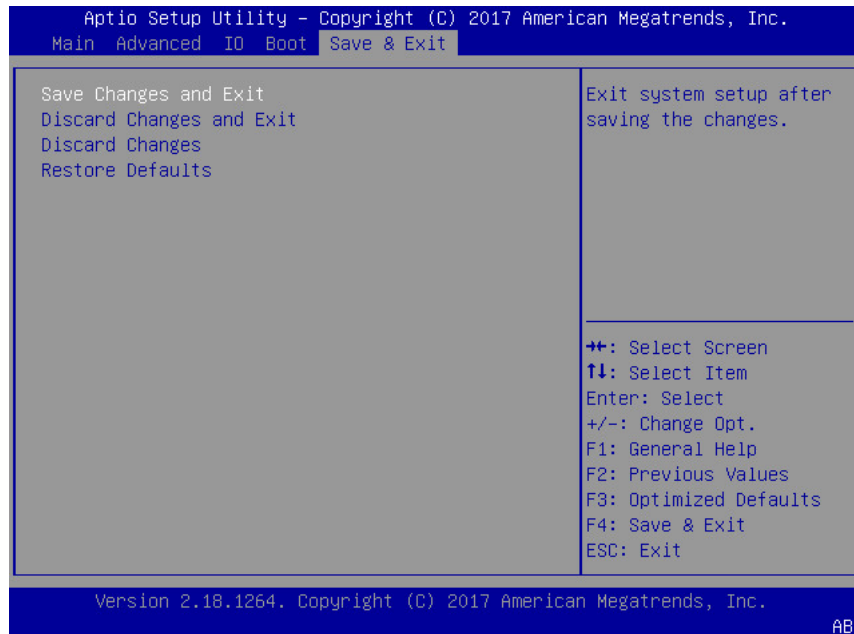 Aptio Setup Utility – Copyright (C) 2017 American Megatrends, Inc.
Main Advanced IO Boot Save & Exit
Save Changes and Exit
Discard Changes and Exit
Discard Changes
Restore Defaults
Exit system setup after
saving the changes.
→←: Select Screen
↑↓: Select Item
Enter: Select
+/-: Change Opt.
F1: General Help
F2: Previous Values
F3: Optimized Defaults
F4: Save & Exit
ESC: Exit
Version 2.18.1264. Copyright (C) 2017 American Megatrends, Inc.
AB